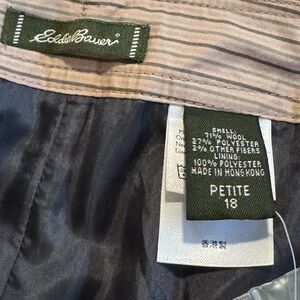 Eddie Bauer®
SHELL:
71% WOOL
27% POLYESTER
2% OTHER FIBERS
LINING:
100% POLYESTER
MADE IN HONG KONG
PETITE
18
香港製